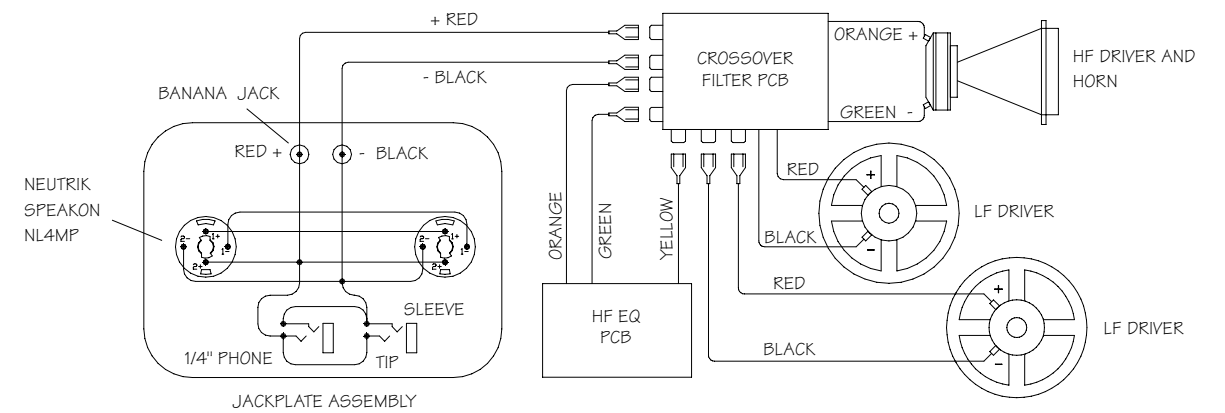 + RED
- BLACK
BANANA JACK
RED +
- BLACK
NEUTRIK
SPEAKON
NL4MP
2-
1+
1-
2+
2-
1+
1-
2+
SLEEVE
1/4" PHONE
TIP
JACKPLATE ASSEMBLY
CROSSOVER
FILTER PCB
ORANGE +
GREEN -
HF DRIVER AND
HORN
ORANGE
GREEN
YELLOW
HF EQ
PCB
RED
BLACK
+
-
LF DRIVER
RED
BLACK
+
-
LF DRIVER